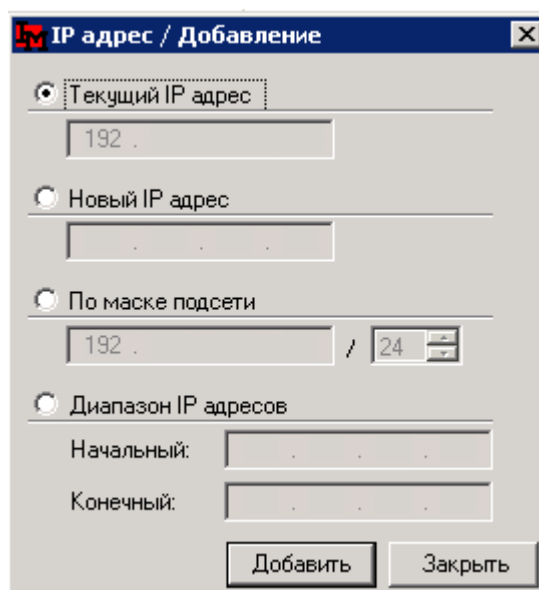 IP адрес / Добавление
Текущий IP адрес
192 .
Новый IP адрес
. . .
По маске подсети
192 . / 24
Диапазон IP адресов
Начальный: . . .
Конечный: . . .
Добавить Закрыть